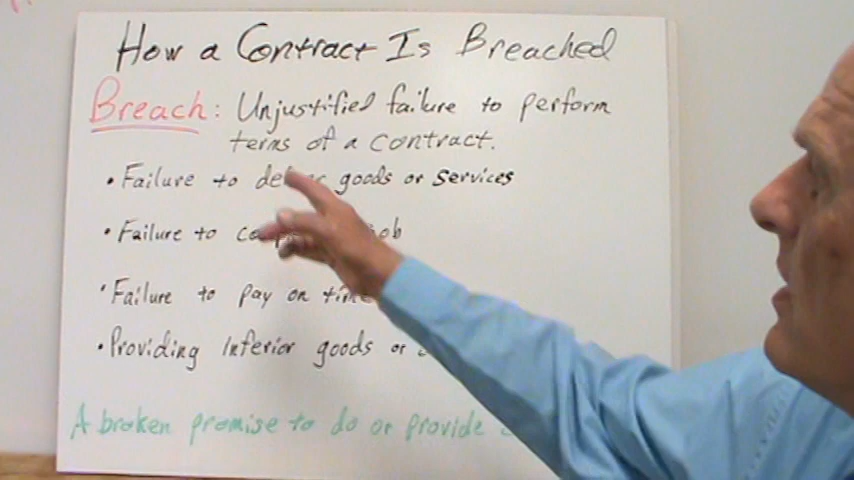 How a Contract Is Breached
Breach: Unjustified failure to perform
terms of a contract.
• Failure to goods or services
• Failure to
• Failure to pay on time
• Providing Inferior goods or
A broken promise to do or provide